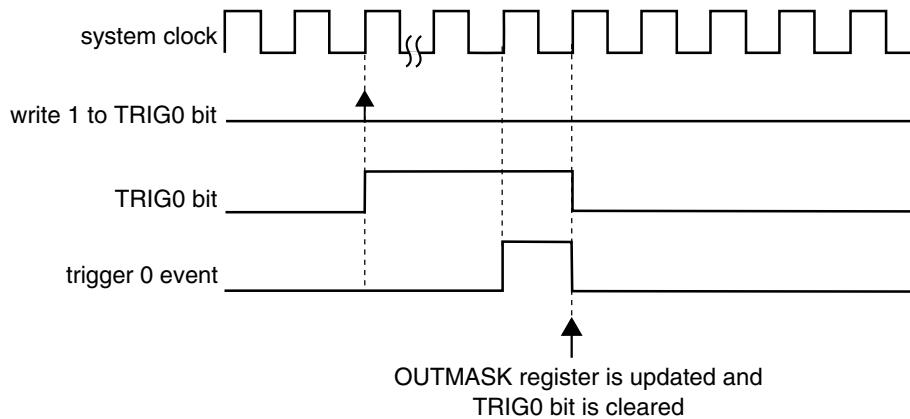 system clock
write 1 to TRIG0 bit
TRIG0 bit
trigger 0 event
OUTMASK register is updated and
TRIG0 bit is cleared